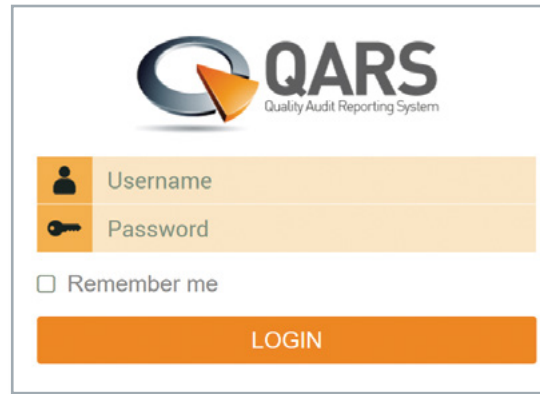 QARS
Quality Audit Reporting System
Username
Password
Remember me
LOGIN